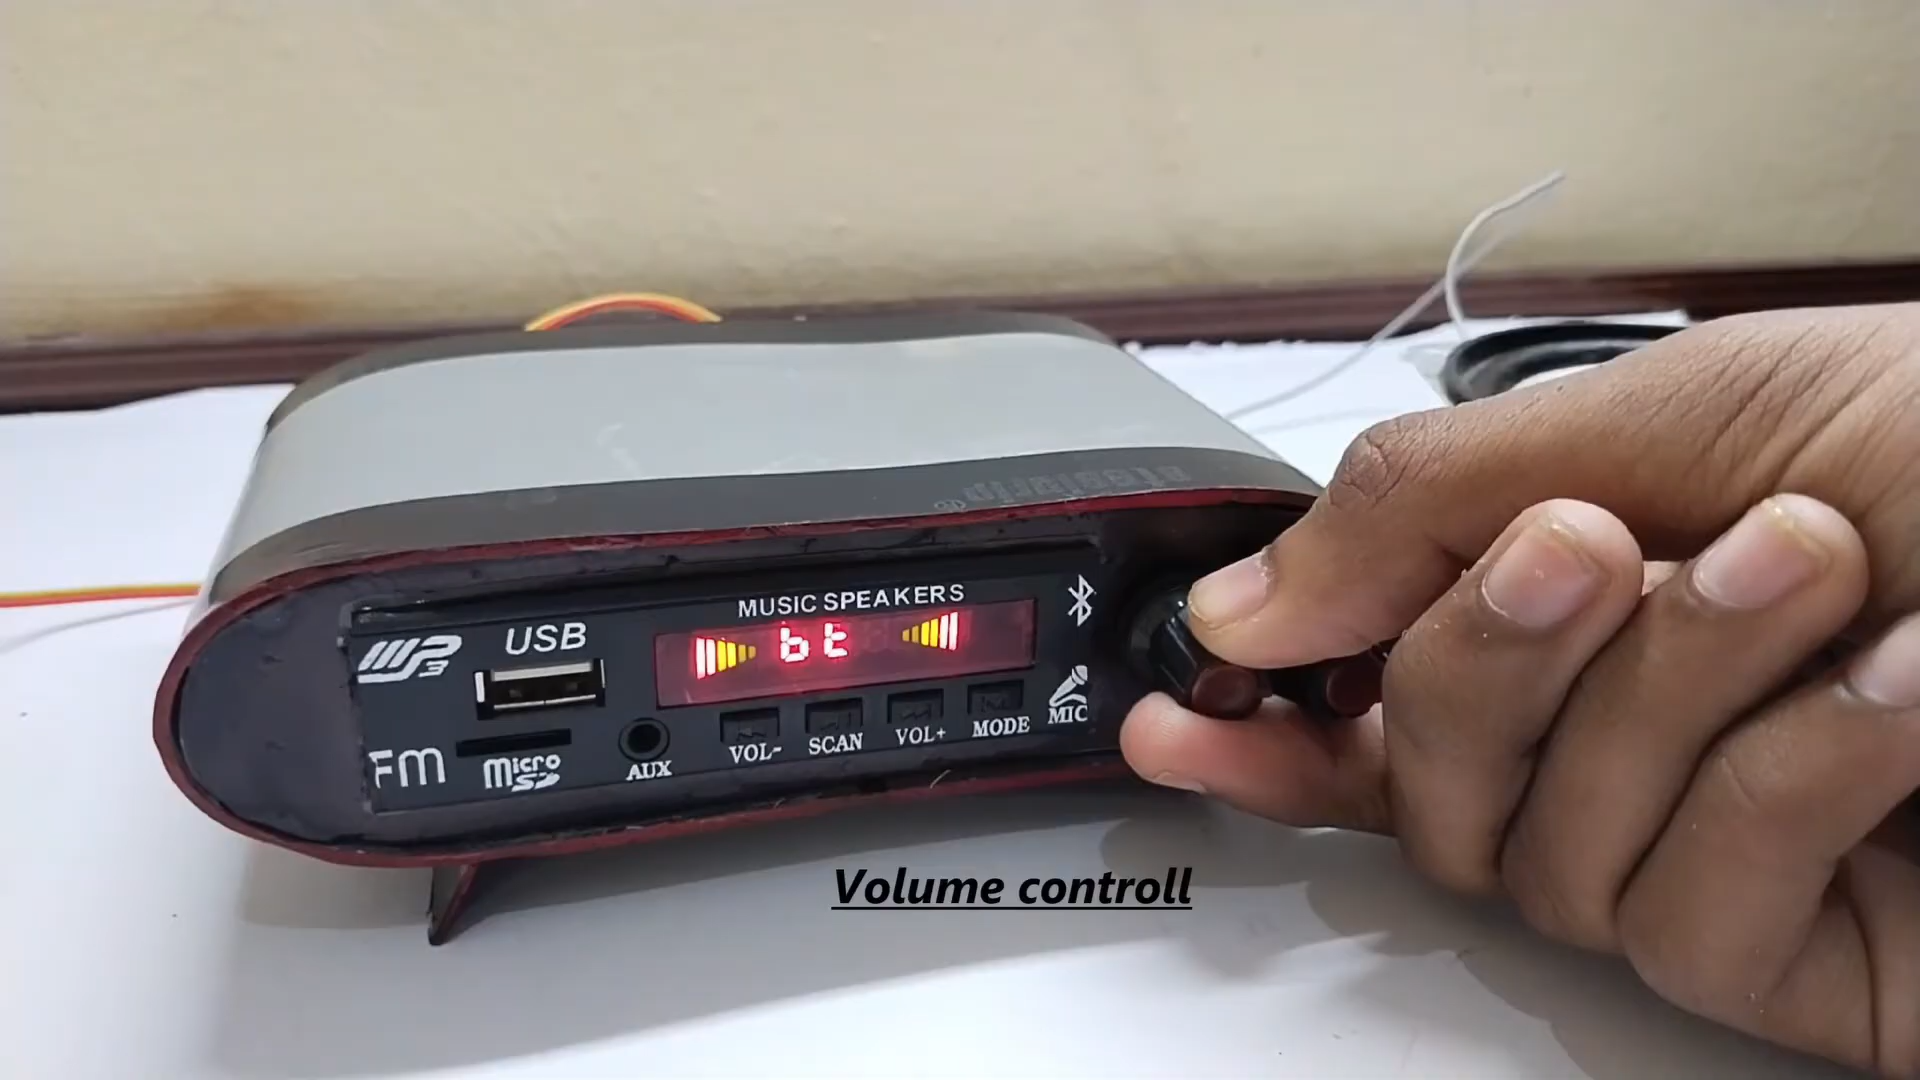 MUSIC SPEAKERS
MP3
USB
bt
FM
Micro SD
AUX
VOL-
SCAN
VOL+
MODE
MIC
Volume controll